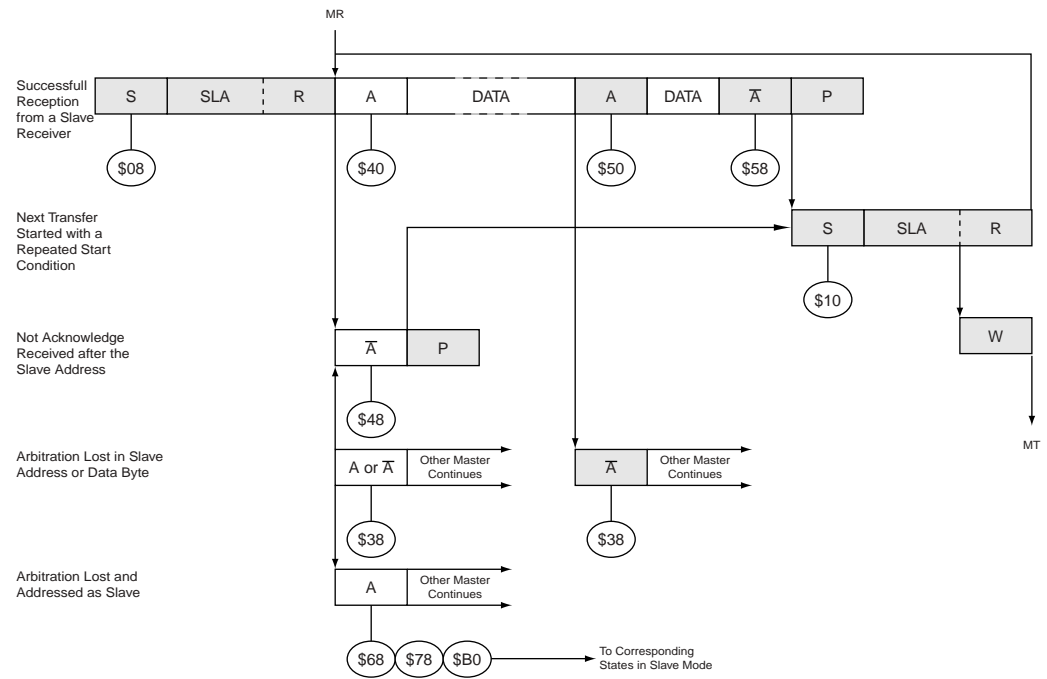 MR
Successfull
Reception
from a Slave
Receiver
S SLA R A DATA A DATA A̅ P
$08 $40 $50 $58
Next Transfer
Started with a
Repeated Start
Condition
S SLA R
$10
Not Acknowledge
Received after the
Slave Address
A̅ P
W
$48
MT
Arbitration Lost in Slave
Address or Data Byte
A or A̅
Other Master
Continues
A̅
Other Master
Continues
$38 $38
Arbitration Lost and
Addressed as Slave
A
Other Master
Continues
$68 $78 $B0
To Corresponding
States in Slave Mode